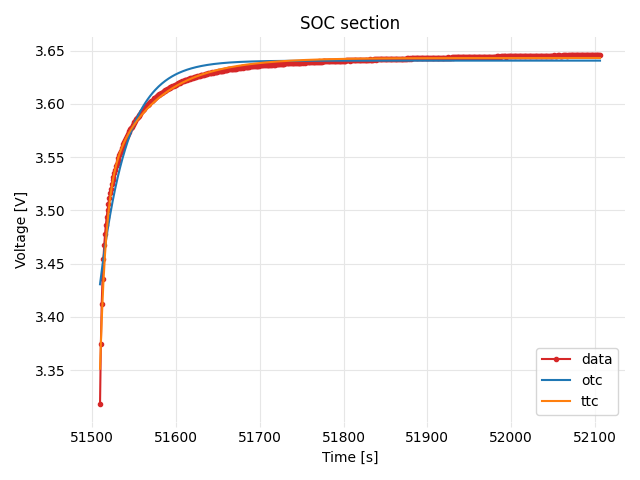 SOC section
Voltage [V]
3.65
3.60
3.55
3.50
3.45
3.40
3.35
data
otc
ttc
51500 51600 51700 51800 51900 52000 52100
Time [s]